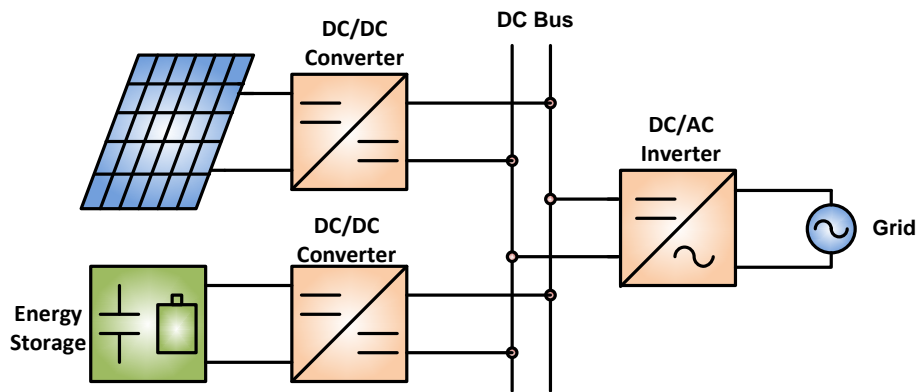 DC/DC
Converter
DC Bus
DC/AC
Inverter
Grid
DC/DC
Converter
Energy
Storage